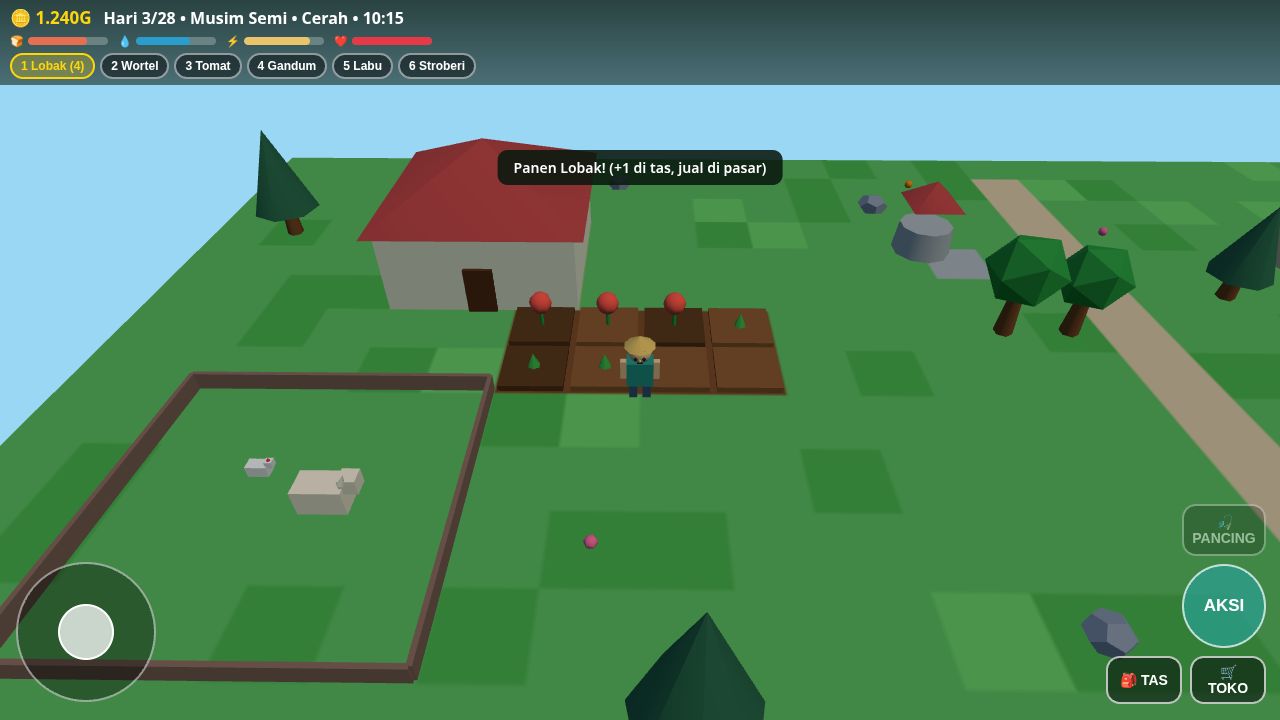 1.240G Hari 3/28 • Musim Semi • Cerah • 10:15
1 Lobak (4) 2 Wortel 3 Tomat 4 Gandum 5 Labu 6 Stroberi
Panen Lobak! (+1 di tas, jual di pasar)
PANCING
AKSI
TAS
TOKO